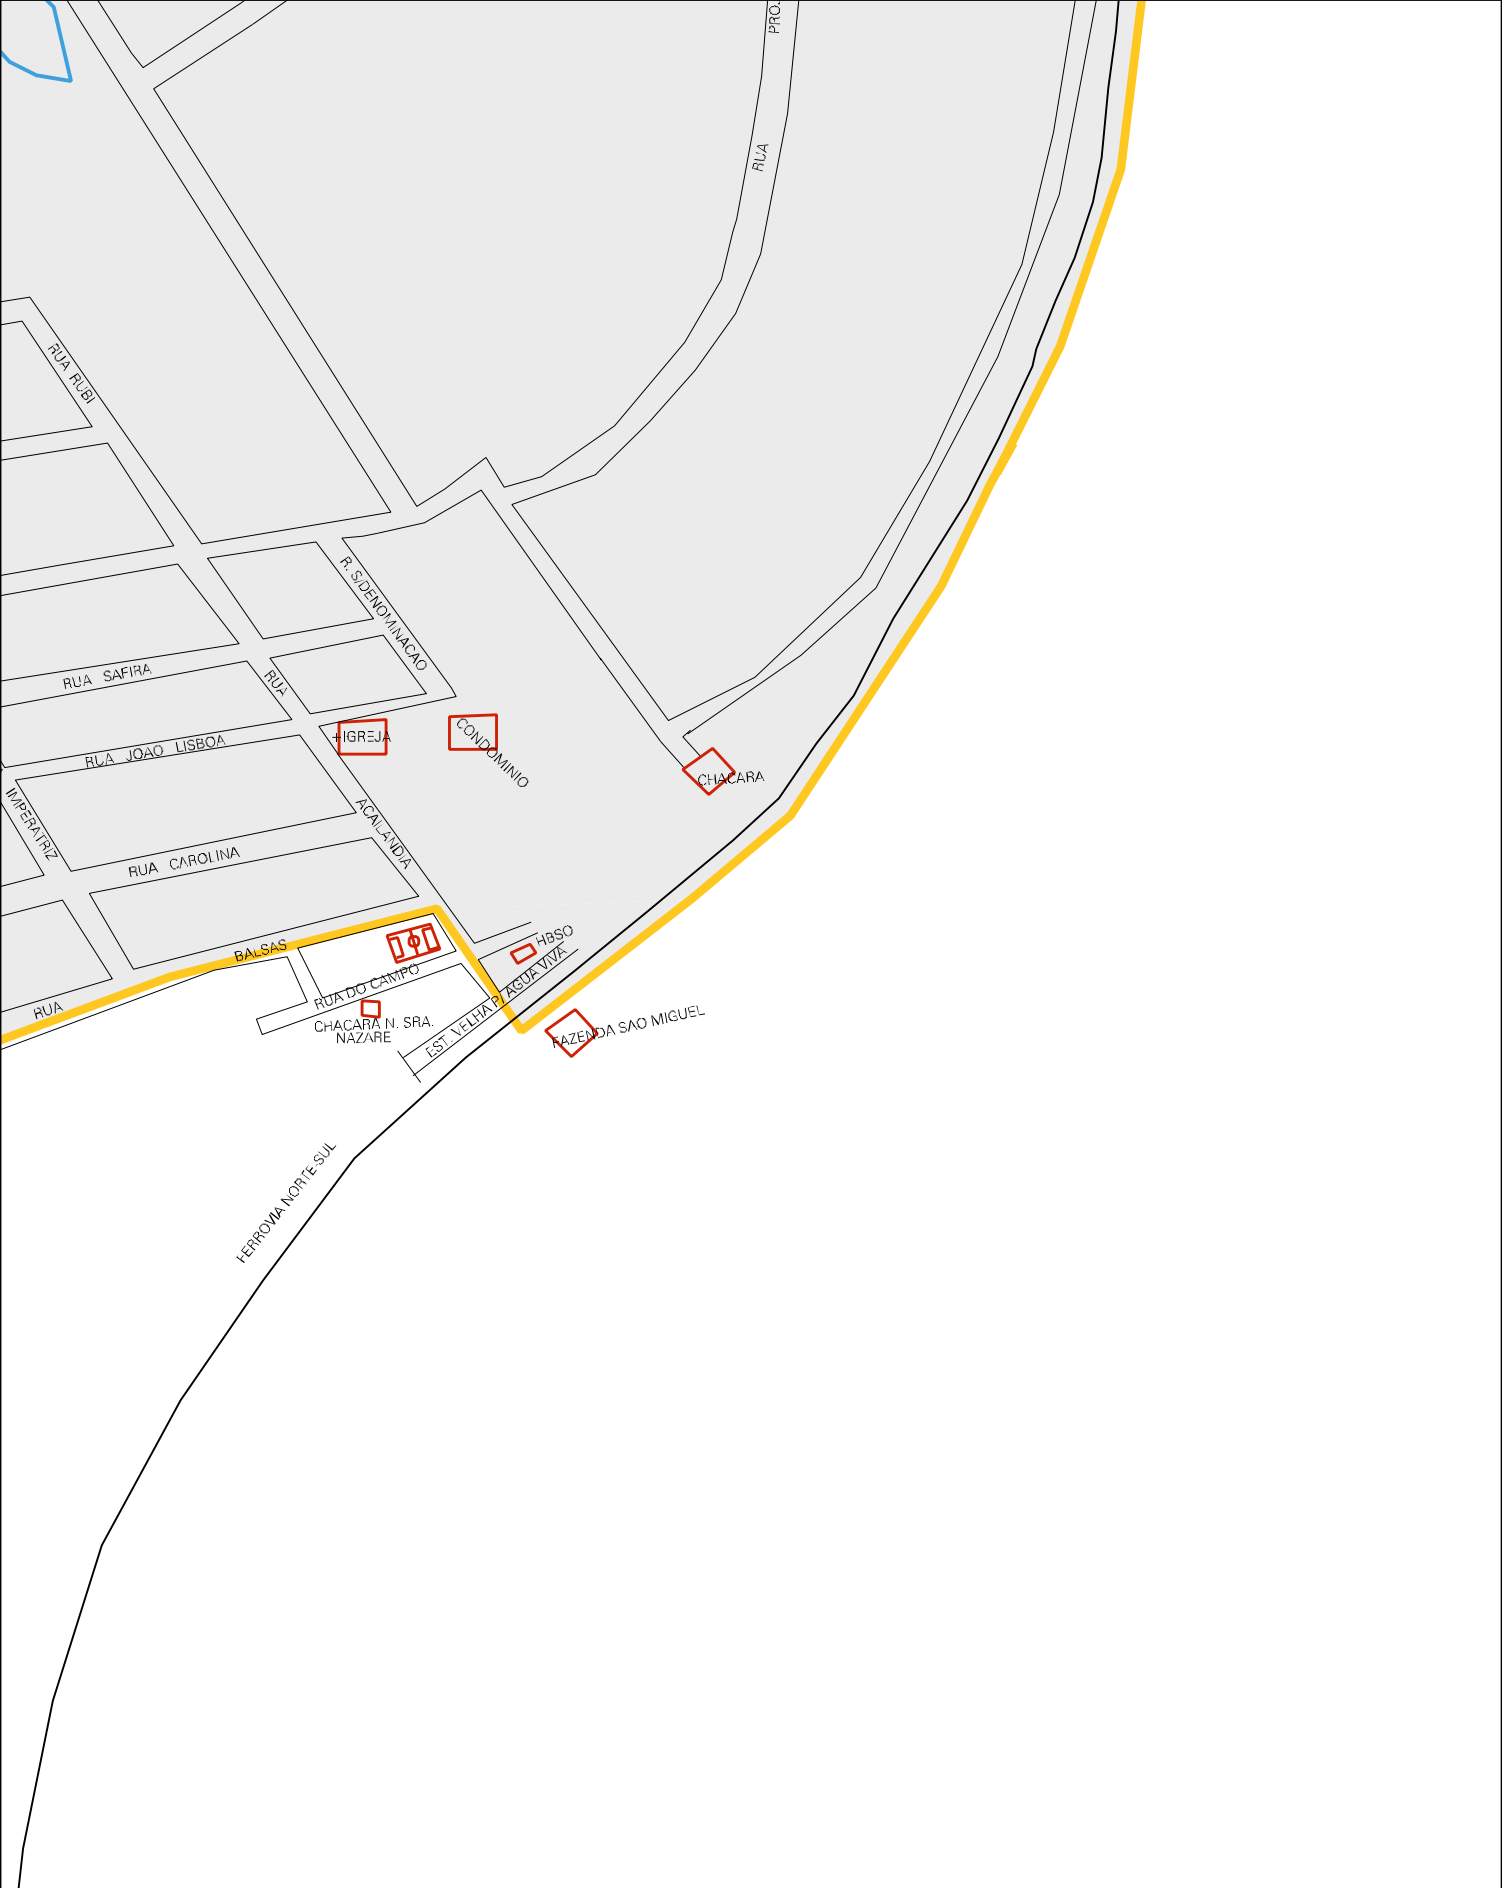 PROJ
RUA
RUA RUBI
R. S/DENOMINACAO
RUA SAFIRA
RUA
RUA JOAO LISBOA
+IGREJA
CONDOMINIO
CHACARA
IMPERATRIZ
ACAILANDIA
RUA CAROLINA
BALSAS
HBSO
RUA DO CAMPO
EST. VELHA P/ AGUA VIVA
RUA
CHACARA N. SRA.
NAZARE
FAZENDA SAO MIGUEL
FERROVIA NORTE-SUL